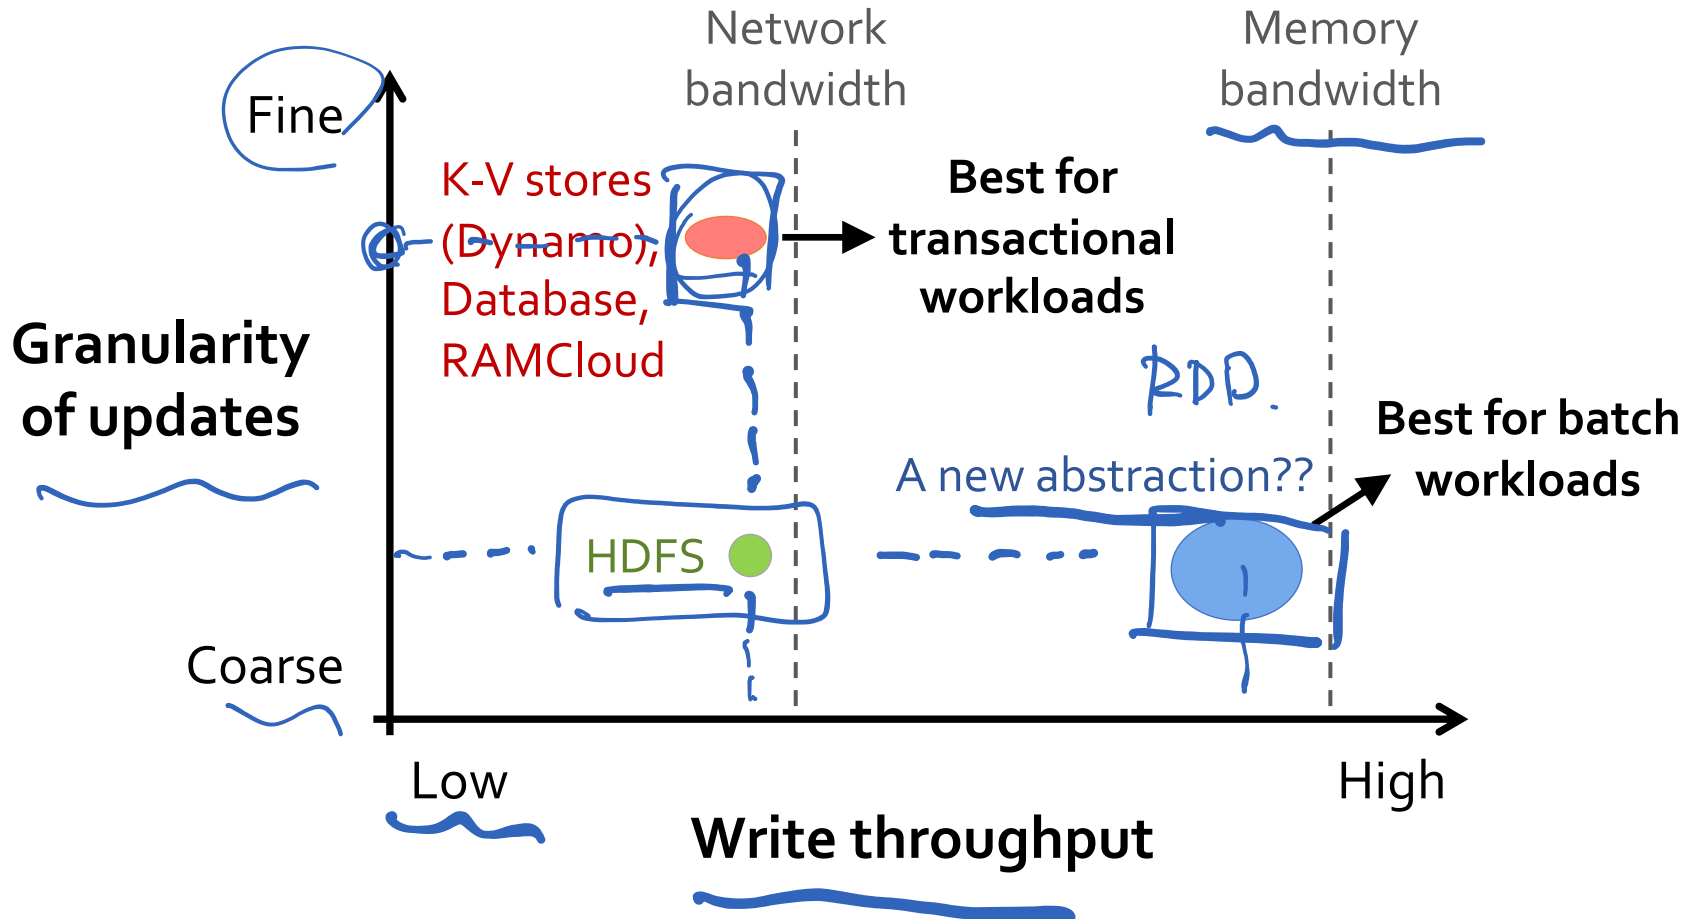 Network
bandwidth
Memory
bandwidth
Fine
K-V stores
(Dynamo),
Database,
RAMCloud
Best for
transactional
workloads
Granularity
of updates
RDD.
Best for batch
workloads
A new abstraction??
HDFS
Coarse
Low
High
Write throughput